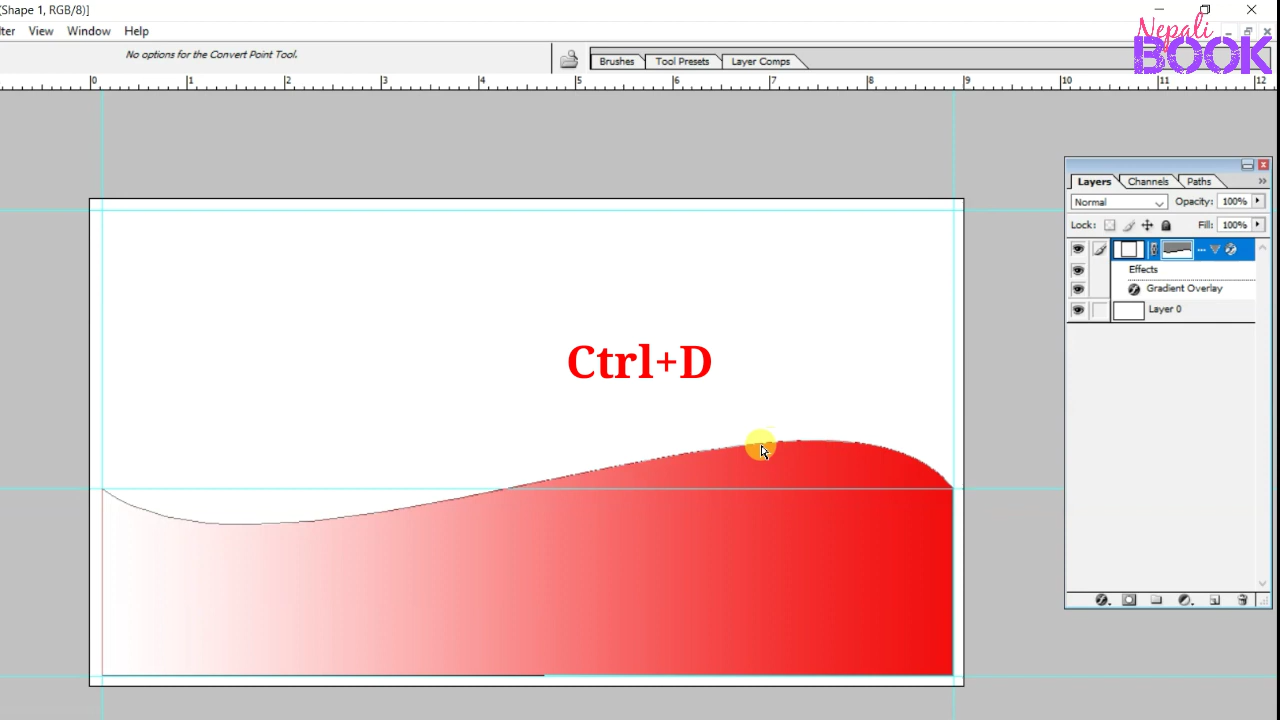 (Shape 1, RGB/8)]
lter View Window Help
Nepali
BOOK
No options for the Convert Point Tool.
Brushes Tool Presets Layer Comps
0 1 2 3 4 5 6 7 8 9 10 11 12
Layers Channels Paths
Normal Opacity: 100%
Lock: Fill: 100%
Effects
Gradient Overlay
Layer 0
Ctrl+D